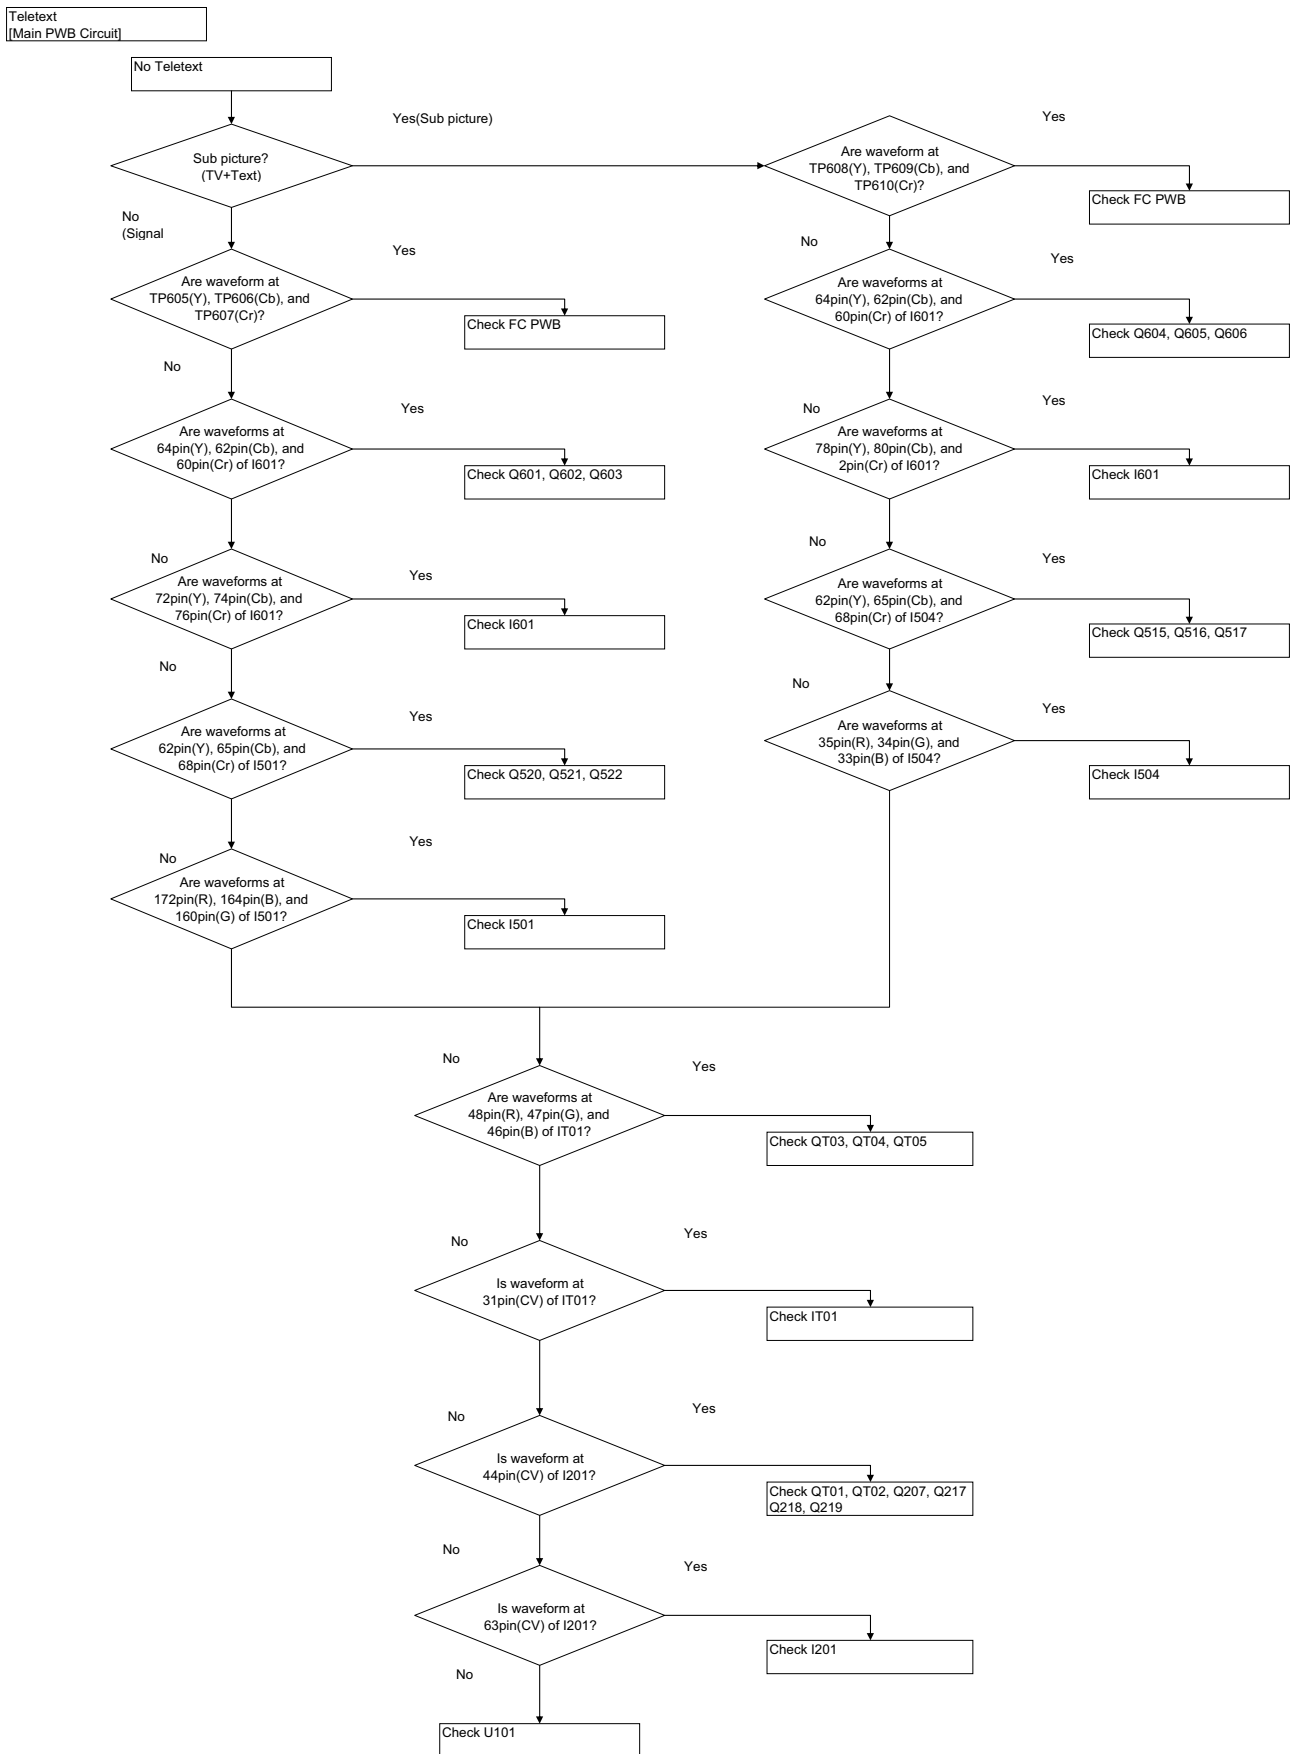 Teletext
[Main PWB Circuit]
No Teletext
Yes(Sub picture)
Yes
Sub picture?
(TV+Text)
Are waveform at
TP608(Y), TP609(Cb), and
TP610(Cr)?
Check FC PWB
No
(Signal
Yes
No
Yes
Are waveform at
TP605(Y), TP606(Cb), and
TP607(Cr)?
Check FC PWB
Are waveforms at
64pin(Y), 62pin(Cb), and
60pin(Cr) of I601?
Check Q604, Q605, Q606
No
Yes
No
Yes
Are waveforms at
64pin(Y), 62pin(Cb), and
60pin(Cr) of I601?
Check Q601, Q602, Q603
Are waveforms at
78pin(Y), 80pin(Cb), and
2pin(Cr) of I601?
Check I601
No
Yes
No
Yes
Are waveforms at
72pin(Y), 74pin(Cb), and
76pin(Cr) of I601?
Check I601
Are waveforms at
62pin(Y), 65pin(Cb), and
68pin(Cr) of I504?
Check Q515, Q516, Q517
No
Yes
No
Yes
Are waveforms at
62pin(Y), 65pin(Cb), and
68pin(Cr) of I501?
Check Q520, Q521, Q522
Are waveforms at
35pin(R), 34pin(G), and
33pin(B) of I504?
Check I504
No
Yes
Are waveforms at
172pin(R), 164pin(B), and
160pin(G) of I501?
Check I501
No
Yes
Are waveforms at
48pin(R), 47pin(G), and
46pin(B) of IT01?
Check QT03, QT04, QT05
No
Yes
Is waveform at
31pin(CV) of IT01?
Check IT01
No
Yes
Is waveform at
44pin(CV) of I201?
Check QT01, QT02, Q207, Q217
Q218, Q219
No
Yes
Is waveform at
63pin(CV) of I201?
Check I201
No
Check U101